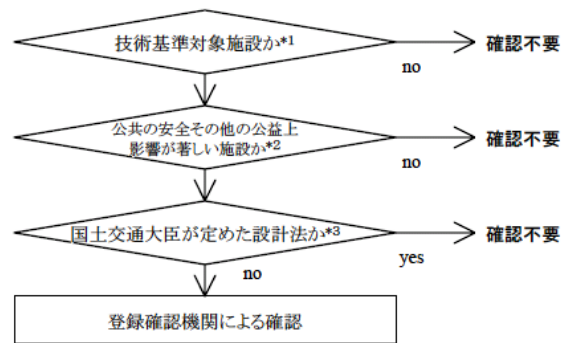 技術基準対象施設か*1
確認不要
no
公共の安全その他の公益上
影響が著しい施設か*2
確認不要
no
国土交通大臣が定めた設計法か*3
確認不要
yes
no
登録確認機関による確認